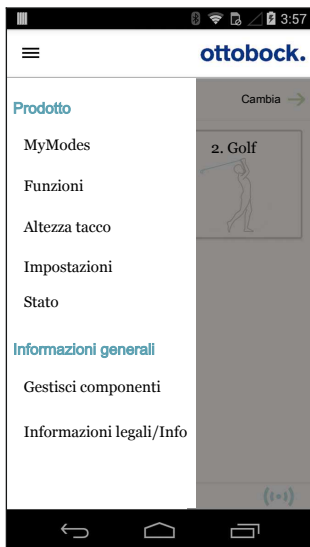 3:57
ottobock.
Prodotto
Cambia
MyModes
2. Golf
Funzioni
Altezza tacco
Impostazioni
Stato
Informazioni generali
Gestisci componenti
Informazioni legali/Info